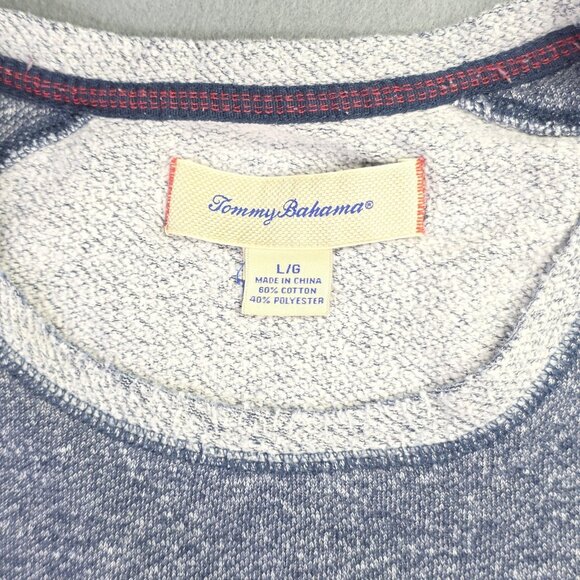 Tommy Bahama®
L/G
MADE IN CHINA
60% COTTON
40% POLYESTER